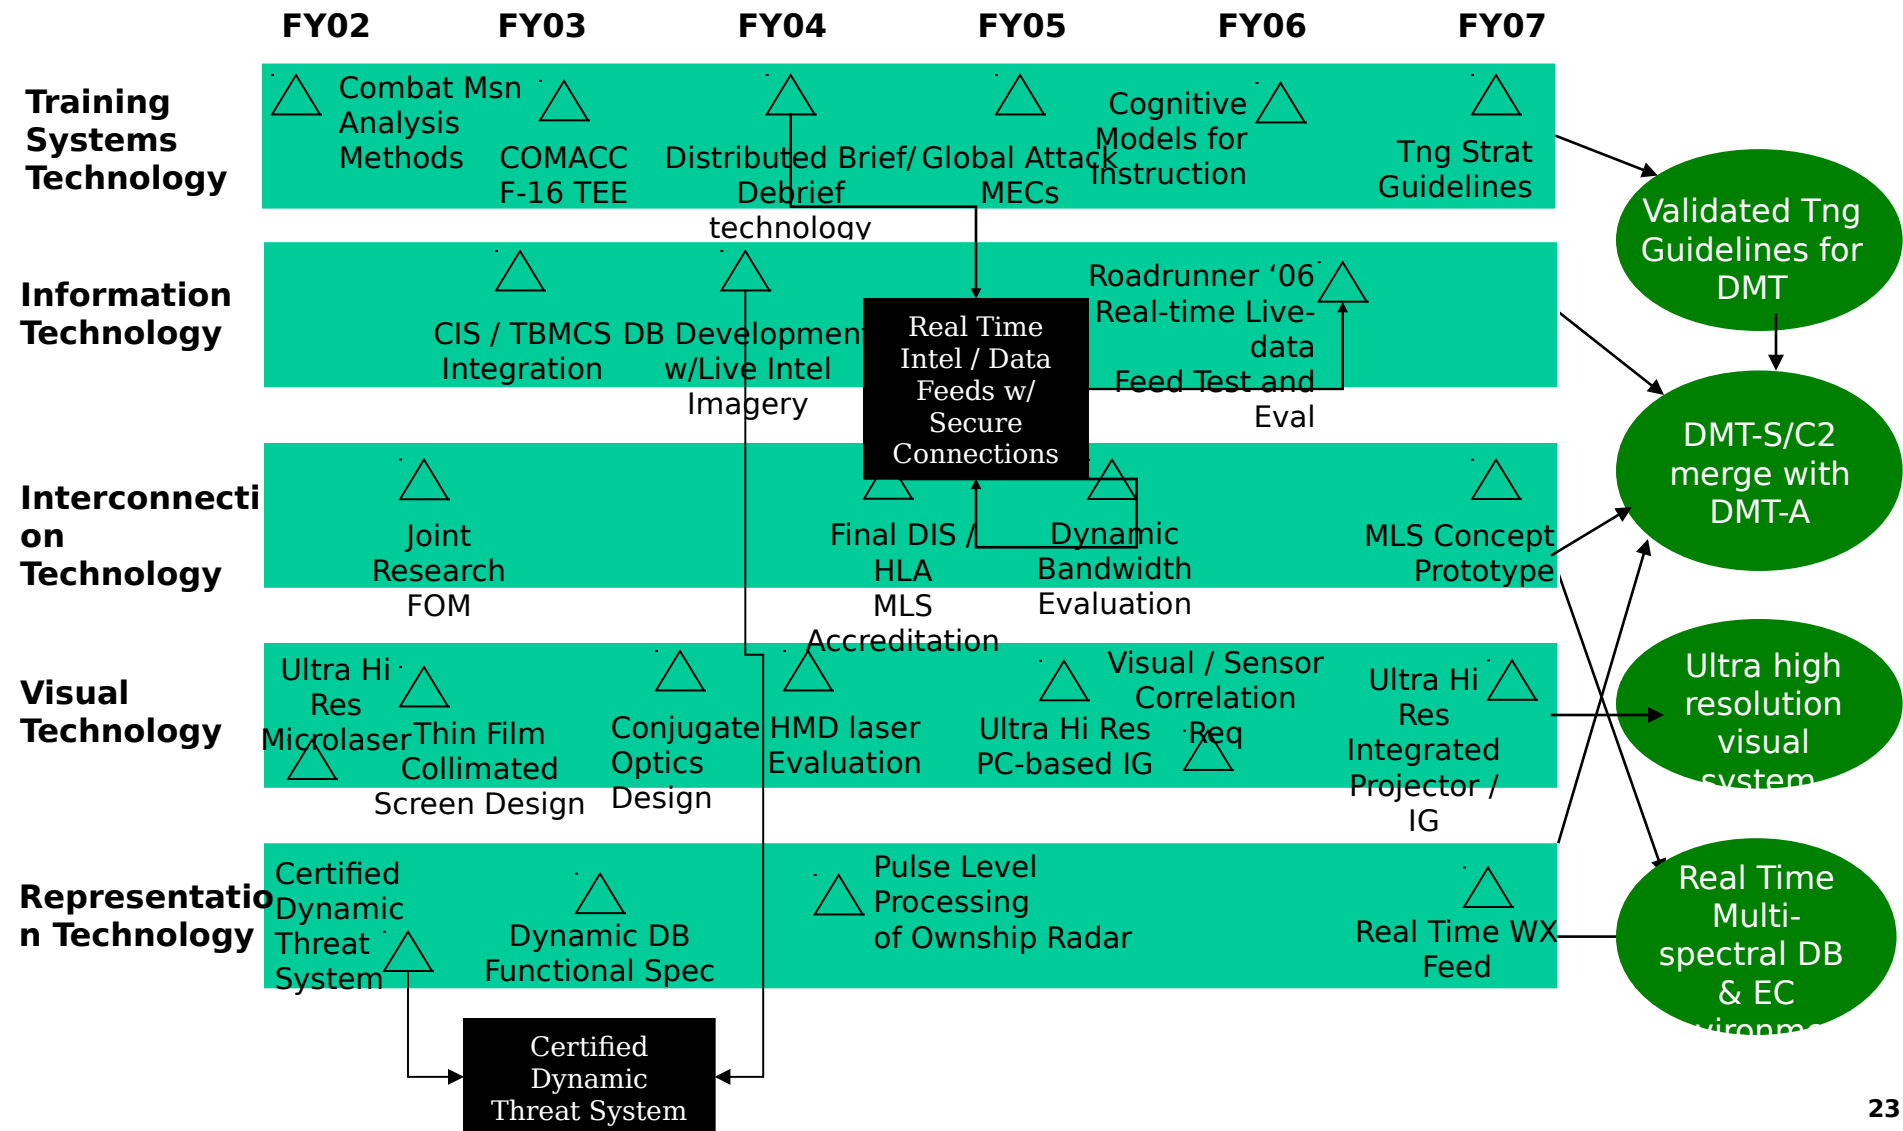 FY02 FY03 FY04 FY05 FY06 FY07
Training
Systems
Technology
Combat Msn
Analysis
Methods
COMACC
F-16 TEE
Distributed Brief/
Debrief
technology
Global Attack
MECs
Cognitive
Models for
Instruction
Tng Strat
Guidelines
Validated Tng
Guidelines for
DMT
Information
Technology
CIS / TBMCS
Integration
DB Development
w/Live Intel
Imagery
Real Time
Intel / Data
Feeds w/
Secure
Connections
Roadrunner ‘06
Real-time Live-
data
Feed Test and
Eval
DMT-S/C2
merge with
DMT-A
Interconnecti
on
Technology
Joint
Research
FOM
Final DIS /
HLA
MLS
Accreditation
Dynamic
Bandwidth
Evaluation
MLS Concept
Prototype
Visual
Technology
Ultra Hi
Res
Microlaser
Thin Film
Collimated
Screen Design
Conjugate
Optics
Design
HMD laser
Evaluation
Ultra Hi Res
PC-based IG
Visual / Sensor
Correlation
Req
Ultra Hi
Res
Integrated
Projector /
IG
Ultra high
resolution
visual
system
Representatio
n Technology
Certified
Dynamic
Threat
System
Dynamic DB
Functional Spec
Pulse Level
Processing
of Ownship Radar
Real Time WX
Feed
Real Time
Multi-
spectral DB
& EC
Certified
Dynamic
Threat System
23